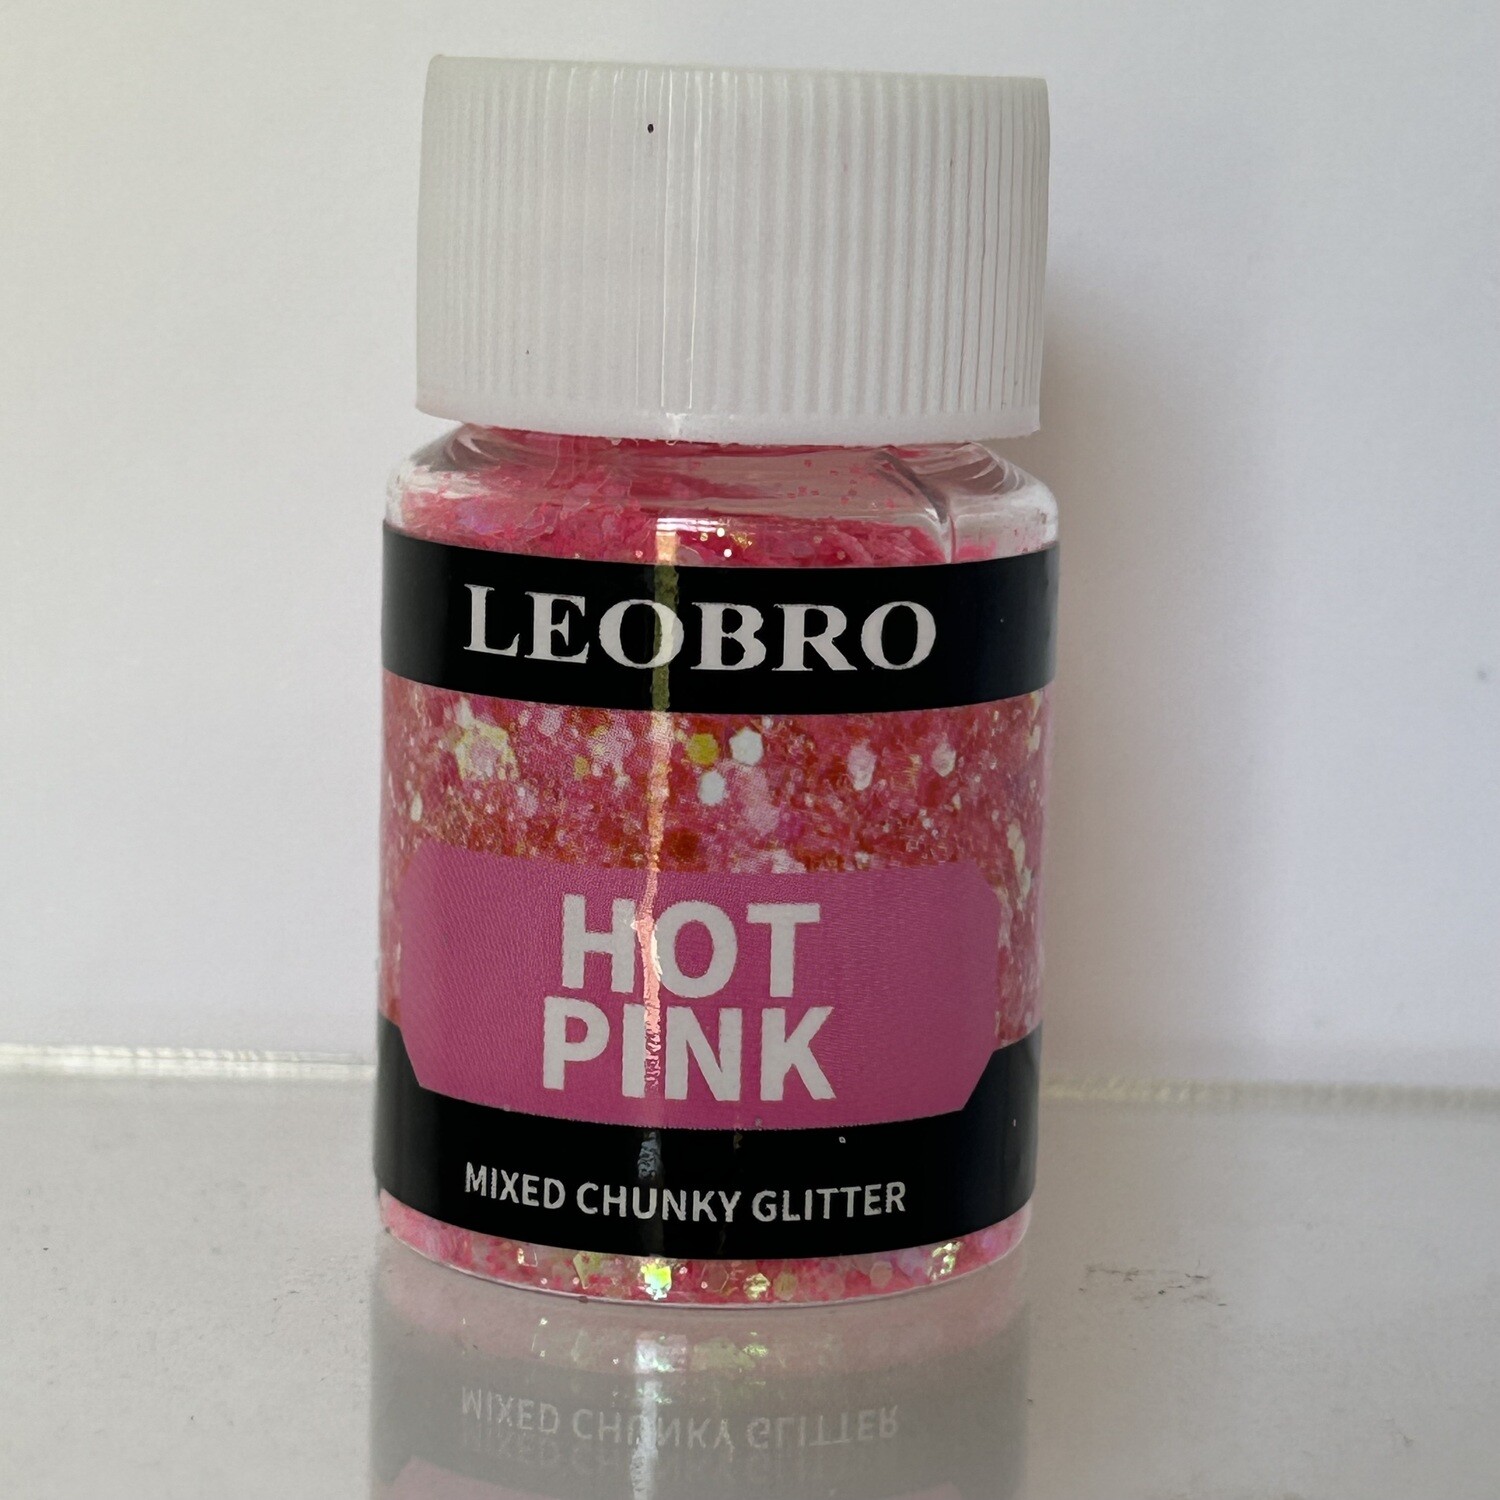 LEOBRO
HOT
PINK
MIXED CHUNKY GLITTER